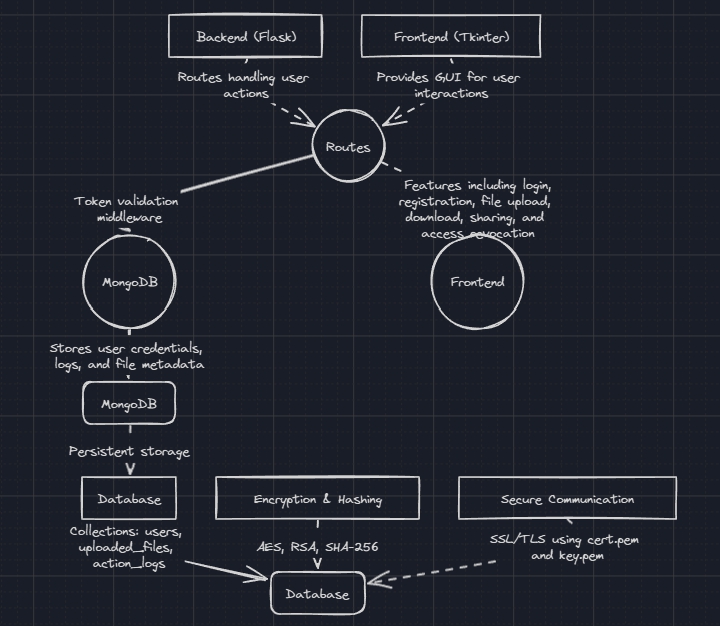 Backend (Flask)
Frontend (Tkinter)
Routes handling user
actions
Provides GUI for user
interactions
Routes
Token validation
middleware
Features including login,
registration, file upload,
download, sharing, and
access revocation
MongoDB
Frontend
Stores user credentials,
logs, and file metadata
MongoDB
Persistent storage
Database
Encryption & Hashing
Secure Communication
Collections: users,
uploaded_files,
action_logs
AES, RSA, SHA-256
SSL/TLS using cert.pem
and key.pem
Database